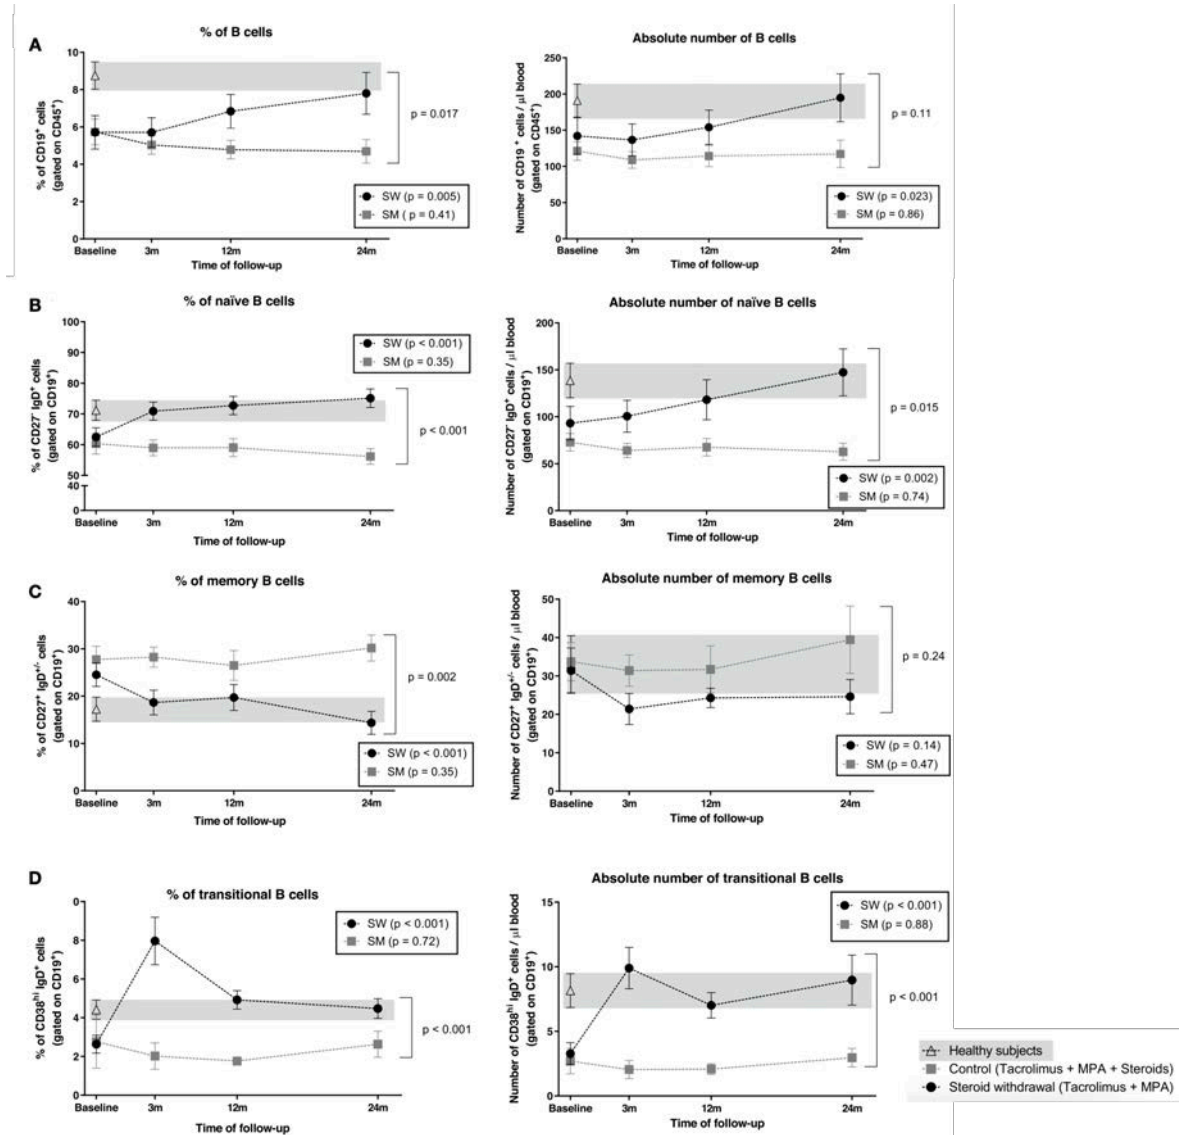 A
% of B cells
10
8
6
4
2
0
% of CD19+ cells
(gated on CD45+)
p = 0.017
SW (p = 0.005)
SM ( p = 0.41)
Baseline 3m 12m 24m
Time of follow-up
Absolute number of B cells
250
200
150
100
50
0
Number of CD19 + cells / µl blood
(gated on CD45+)
p = 0.11
SW (p = 0.023)
SM (p = 0.86)
Baseline 3m 12m 24m
Time of follow-up
B
% of naïve B cells
100
90
80
70
60
50
40
0
% of CD27- IgD+ cells
(gated on CD19+)
SW (p < 0.001)
SM (p = 0.35)
p < 0.001
Baseline 3m 12m 24m
Time of follow-up
Absolute number of naïve B cells
200
150
100
50
0
Number of CD27- IgD+ cells / µl blood
(gated on CD19+)
p = 0.015
SW (p = 0.002)
SM (p = 0.74)
Baseline 3m 12m 24m
Time of follow-up
C
% of memory B cells
40
30
20
10
0
% of CD27+ IgD+/- cells
(gated on CD19+)
p = 0.002
SW (p < 0.001)
SM (p = 0.35)
Baseline 3m 12m 24m
Time of follow-up
Absolute number of memory B cells
50
40
30
20
10
0
Number of CD27+ IgD+/- cells / µl blood
(gated on CD19+)
p = 0.24
SW (p = 0.14)
SM (p = 0.47)
Baseline 3m 12m 24m
Time of follow-up
D
% of transitional B cells
0
8
6
4
2
0
% of CD38hi IgD+ cells
(gated on CD19+)
SW (p < 0.001)
SM (p = 0.72)
p < 0.001
Baseline 3m 12m 24m
Time of follow-up
Absolute number of transitional B cells
15
10
5
0
Number of CD38hi IgD+ cells / µl blood
(gated on CD19+)
SW (p < 0.001)
SM (p = 0.88)
p < 0.001
Baseline 3m 12m 24m
Time of follow-up
Healthy subjects
Control (Tacrolimus + MPA + Steroids)
Steroid withdrawal (Tacrolimus + MPA)